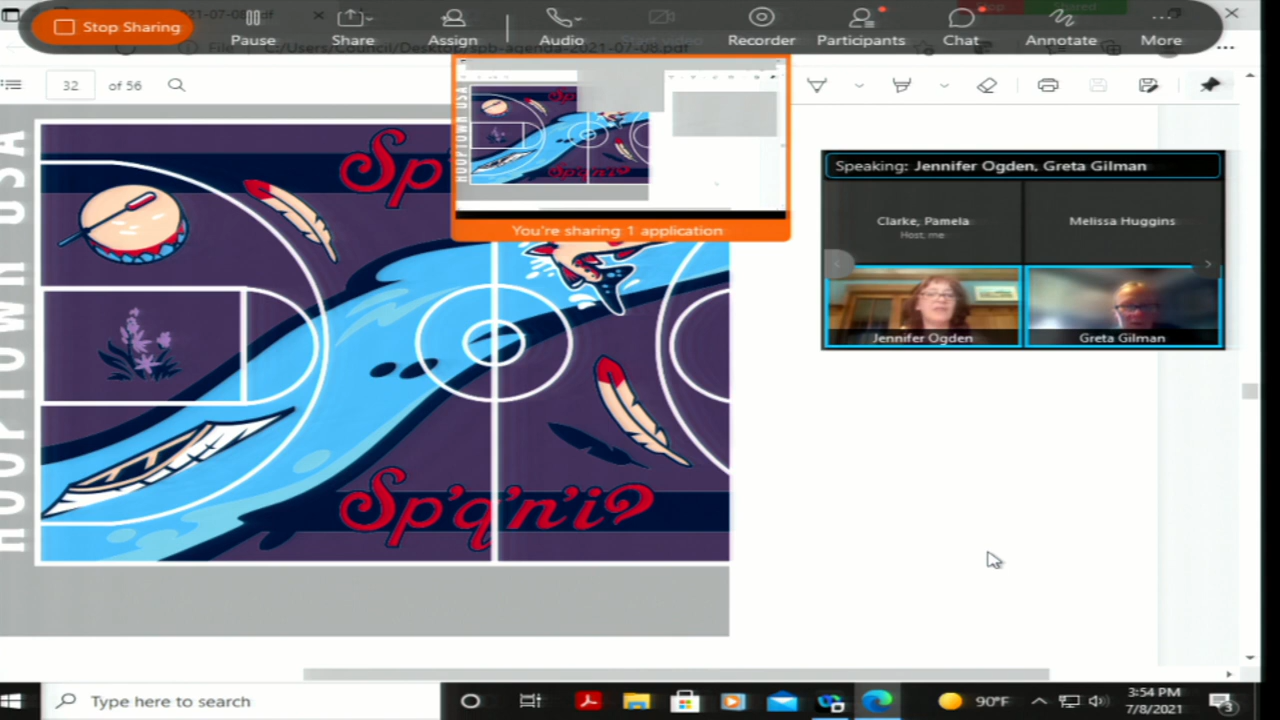 Stop Sharing
Pause
Share
Assign
Audio
Recorder
Participants
Chat
Annotate
More
32
of 56
HOOPTOWN USA
Sp
Sp'q'n'iʔ
You're sharing 1 application
Speaking: Jennifer Ogden, Greta Gilman
Clarke, Pamela
Host, me
Melissa Huggins
Jennifer Ogden
Greta Gilman
Type here to search
90°F
3:54 PM
7/8/2021
3